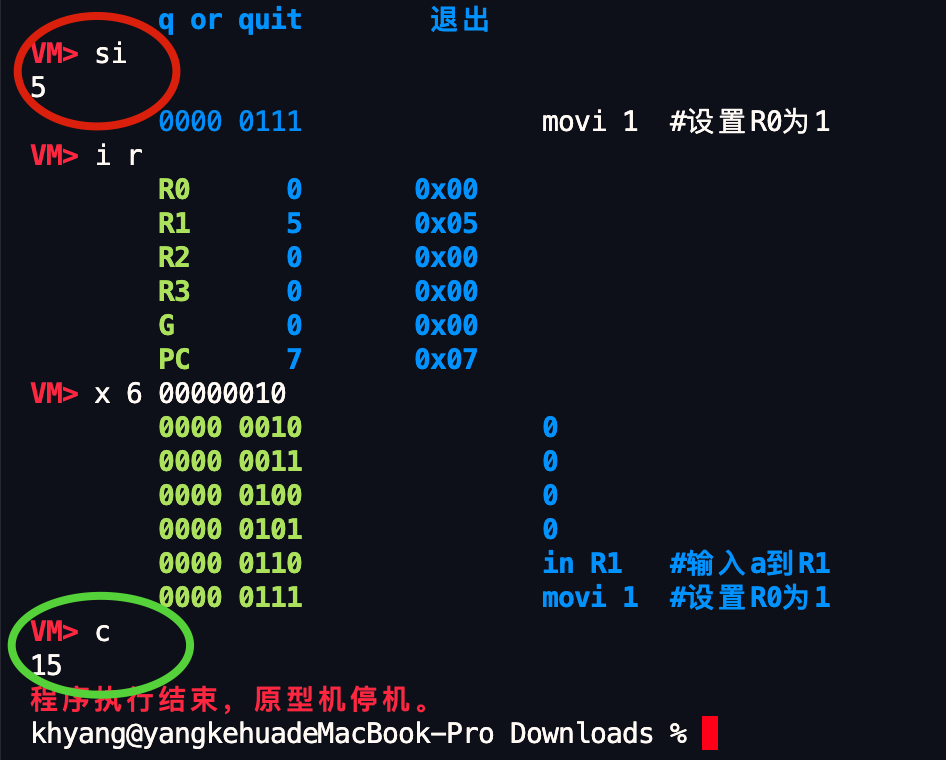 q or quit 退出
VM> si
5
0000 0111 movi 1 #设置R0为1
VM> i r
R0 0 0x00
R1 5 0x05
R2 0 0x00
R3 0 0x00
G 0 0x00
PC 7 0x07
VM> x 6 00000010
0000 0010 0
0000 0011 0
0000 0100 0
0000 0101 0
0000 0110 in R1 #输入a到R1
0000 0111 movi 1 #设置R0为1
VM> c
15
程序执行结束，原型机停机。
khyang@yangkehuadeMacBook-Pro Downloads %